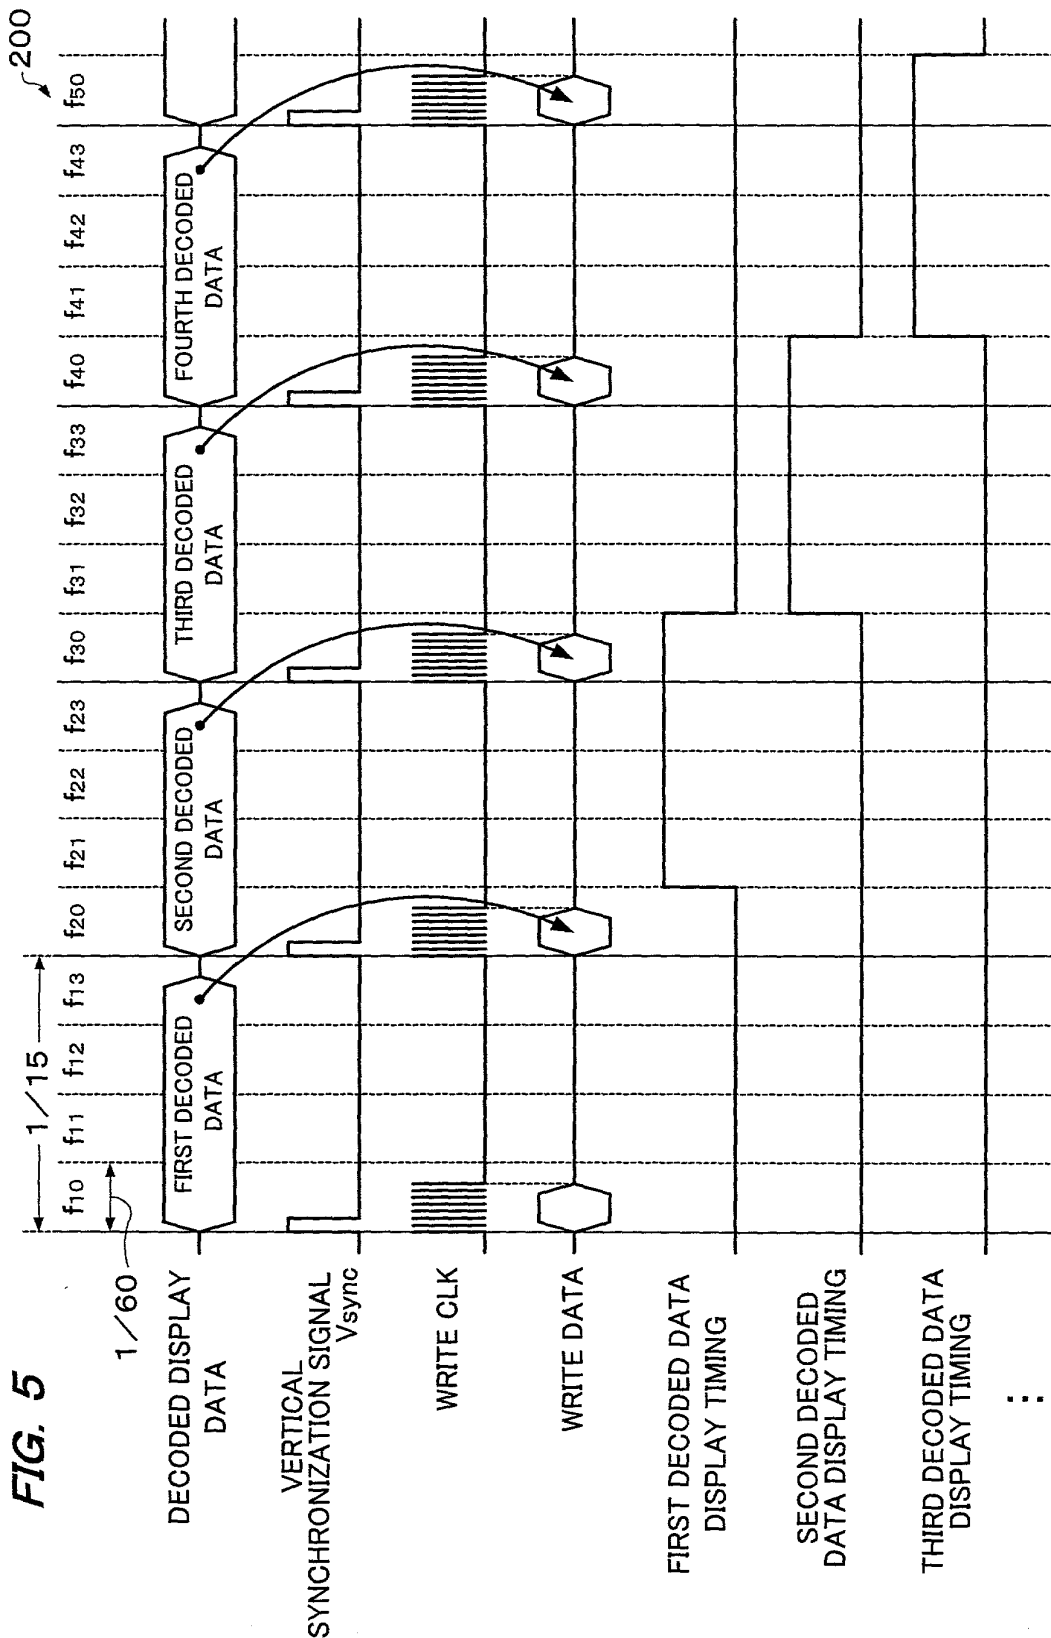 FIG. 5
200
1/15
1/60
f10 f11 f12 f13 f20 f21 f22 f23 f30 f31 f32 f33 f40 f41 f42 f43 f50
DECODED DISPLAY
DATA
FIRST DECODED
DATA
SECOND DECODED
DATA
THIRD DECODED
DATA
FOURTH DECODED
DATA
VERTICAL
SYNCHRONIZATION SIGNAL
Vsync
WRITE CLK
WRITE DATA
FIRST DECODED DATA
DISPLAY TIMING
SECOND DECODED
DATA DISPLAY TIMING
THIRD DECODED DATA
DISPLAY TIMING
⋮